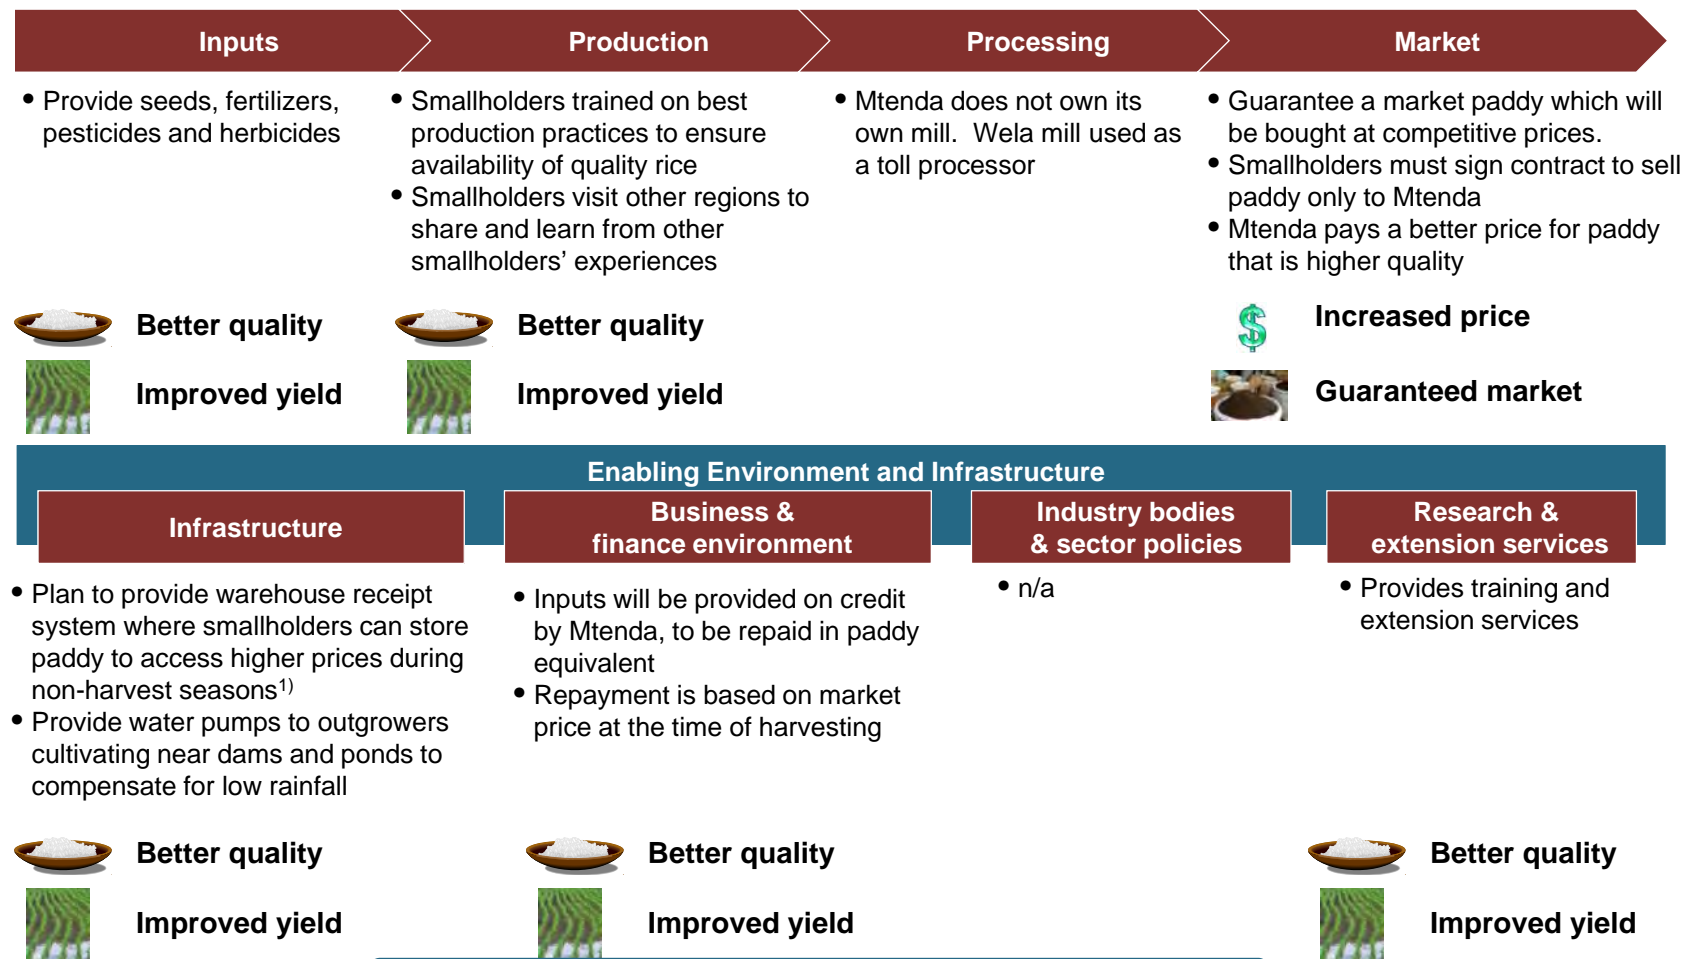 Inputs
Production
Processing
Market
• Provide seeds, fertilizers,
pesticides and herbicides
• Smallholders trained on best
production practices to ensure
availability of quality rice
• Smallholders visit other regions to
share and learn from other
smallholders’ experiences
• Mtenda does not own its
own mill.  Wela mill used as
a toll processor
• Guarantee a market paddy which will
be bought at competitive prices.
• Smallholders must sign contract to sell
paddy only to Mtenda
• Mtenda pays a better price for paddy
that is higher quality
Better quality
Improved yield
Better quality
Improved yield
Increased price
Guaranteed market
Enabling Environment and Infrastructure
Infrastructure
Business &
finance environment
Industry bodies
& sector policies
Research &
extension services
• Plan to provide warehouse receipt
system where smallholders can store
paddy to access higher prices during
non-harvest seasons1)
• Provide water pumps to outgrowers
cultivating near dams and ponds to
compensate for low rainfall
• Inputs will be provided on credit
by Mtenda, to be repaid in paddy
equivalent
• Repayment is based on market
price at the time of harvesting
• n/a
• Provides training and
extension services
Better quality
Improved yield
Better quality
Improved yield
Better quality
Improved yield